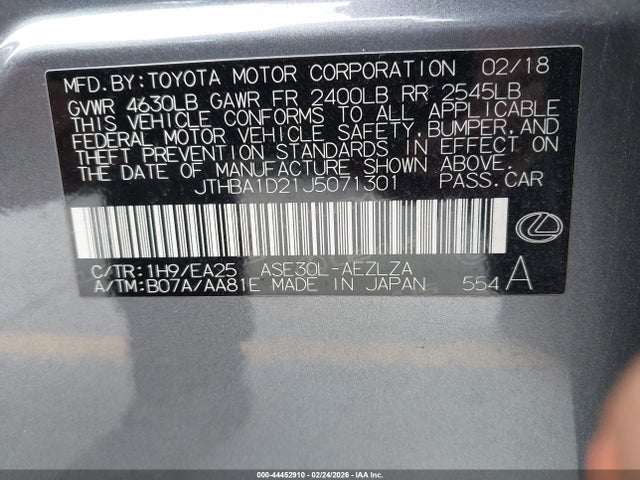 MFD.BY:TOYOTA MOTOR CORPORATION 02/18
GVWR 4630LB GAWR FR 2400LB RR 2545LB
THIS VEHICLE CONFORMS TO ALL APPLICABLE
FEDERAL MOTOR VEHICLE SAFETY,BUMPER,AND
THEFT PREVENTION STANDARDS IN EFFECT ON
THE DATE OF MANUFACTURE SHOWN ABOVE.
JTHBA1D21J5071301 PASS.CAR
C/TR:1H9/EA25 ASE30L-AEZLZA
A/TM:B07A/AA81E MADE IN JAPAN 554 A
000-44452910 - 02/24/2026 - IAA Inc.